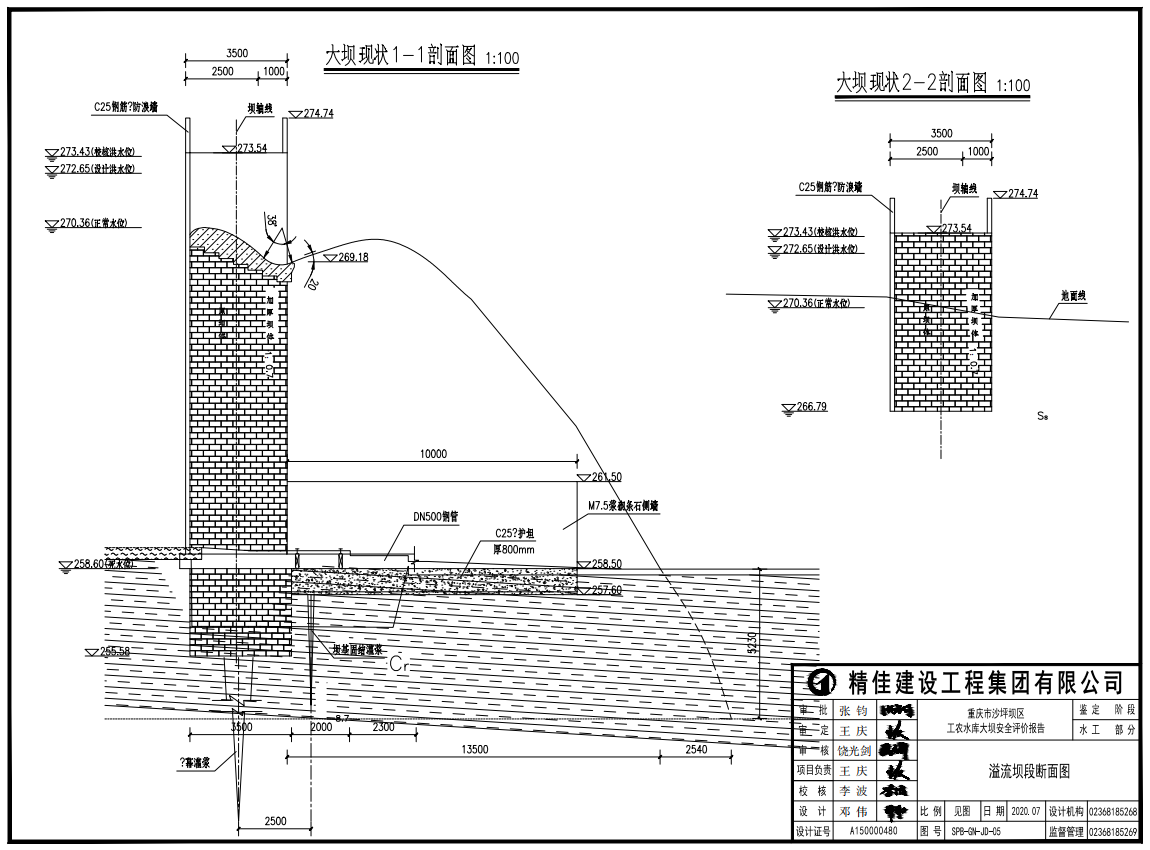 大坝现状1-1剖面图 1:100
3500
2500 1000
C25钢筋?防浪墙
坝轴线
274.74
273.54
273.43(校核洪水位)
272.65(设计洪水位)
270.36(正常水位)
38°
269.18
20
加厚坝体
1:0.7
10000
261.50
M7.5浆砌条石侧墙
DN500钢管
C25?护坦
厚800mm
258.60(死水位)
258.50
257.60
255.58
坝基固结灌浆
Cr
5230
8.7
3500 2000 2300
13500 2540
?幕灌浆
2500
大坝现状2-2剖面图 1:100
3500
2500 1000
C25钢筋?防浪墙
坝轴线
274.74
273.54
273.43(校核洪水位)
272.65(设计洪水位)
270.36(正常水位)
地面线
加厚坝体
1:0.7
266.79
精佳建设工程集团有限公司
审 批 张 钧
重庆市沙坪坝区
工农水库大坝安全评价报告
鉴 定 阶 段
审 定 王 庆
水 工 部 分
审 核 饶光剑
溢流坝段断面图
项目负责 王 庆
校 核 李 波
设 计 邓 伟 比 例 见图 日 期 2020.07 设计机构 02368185268
设计证号 A150000480 图 号 SPB-GN-JD-05 监督管理 02368185269